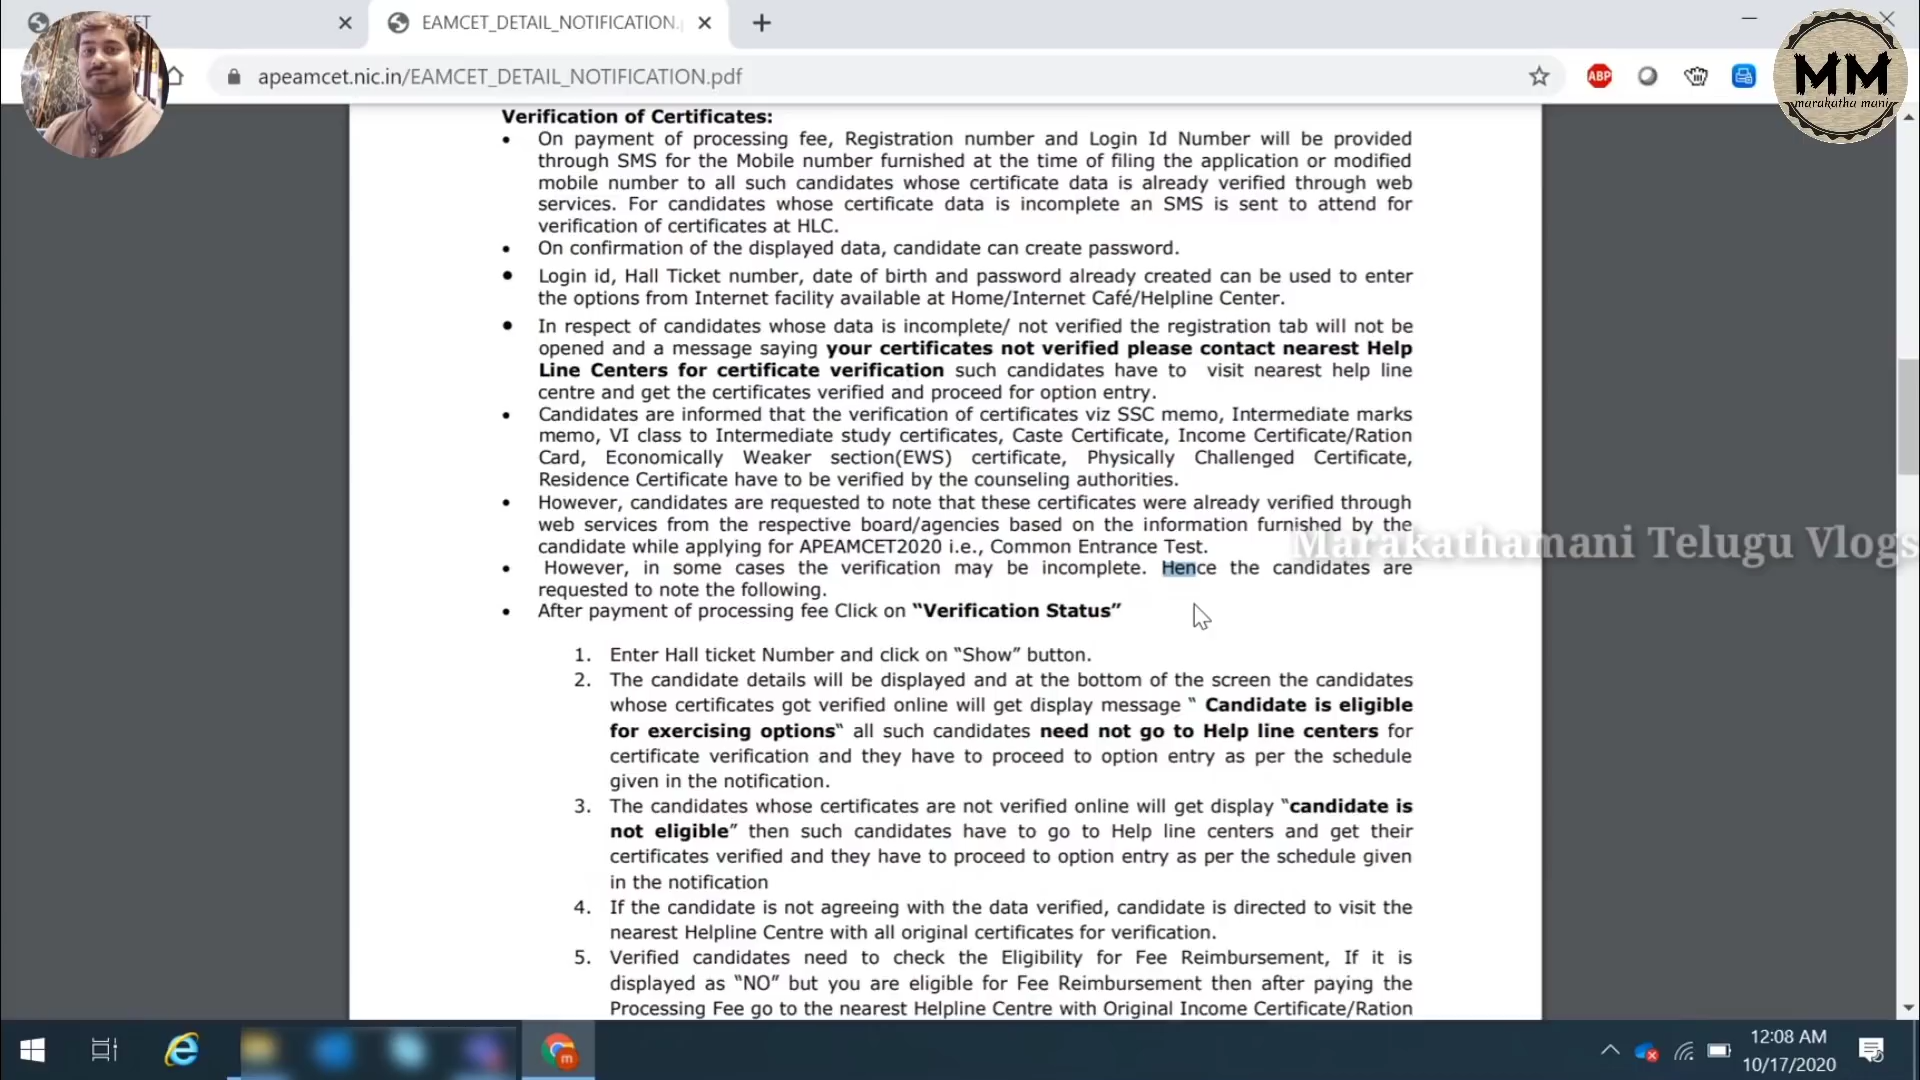 EAMCET_DETAIL_NOTIFICATION.
apeamcet.nic.in/EAMCET_DETAIL_NOTIFICATION.pdf
ABP
MM
marakatha mani
Verification of Certificates:
• On payment of processing fee, Registration number and Login Id Number will be provided
through SMS for the Mobile number furnished at the time of filing the application or modified
mobile number to all such candidates whose certificate data is already verified through web
services. For candidates whose certificate data is incomplete an SMS is sent to attend for
verification of certificates at HLC.
• On confirmation of the displayed data, candidate can create password.
• Login id, Hall Ticket number, date of birth and password already created can be used to enter
the options from Internet facility available at Home/Internet Café/Helpline Center.
• In respect of candidates whose data is incomplete/ not verified the registration tab will not be
opened and a message saying your certificates not verified please contact nearest Help
Line Centers for certificate verification such candidates have to visit nearest help line
centre and get the certificates verified and proceed for option entry.
• Candidates are informed that the verification of certificates viz SSC memo, Intermediate marks
memo, VI class to Intermediate study certificates, Caste Certificate, Income Certificate/Ration
Card, Economically Weaker section(EWS) certificate, Physically Challenged Certificate,
Residence Certificate have to be verified by the counseling authorities.
• However, candidates are requested to note that these certificates were already verified through
web services from the respective board/agencies based on the information furnished by the
candidate while applying for APEAMCET2020 i.e., Common Entrance Test.
Marakathamani Telugu Vlogs
• However, in some cases the verification may be incomplete. Hence the candidates are
requested to note the following.
• After payment of processing fee Click on “Verification Status”
1. Enter Hall ticket Number and click on “Show” button.
2. The candidate details will be displayed and at the bottom of the screen the candidates
whose certificates got verified online will get display message “ Candidate is eligible
for exercising options“ all such candidates need not go to Help line centers for
certificate verification and they have to proceed to option entry as per the schedule
given in the notification.
3. The candidates whose certificates are not verified online will get display “candidate is
not eligible” then such candidates have to go to Help line centers and get their
certificates verified and they have to proceed to option entry as per the schedule given
in the notification
4. If the candidate is not agreeing with the data verified, candidate is directed to visit the
nearest Helpline Centre with all original certificates for verification.
5. Verified candidates need to check the Eligibility for Fee Reimbursement, If it is
displayed as “NO” but you are eligible for Fee Reimbursement then after paying the
Processing Fee go to the nearest Helpline Centre with Original Income Certificate/Ration
m
12:08 AM
10/17/2020